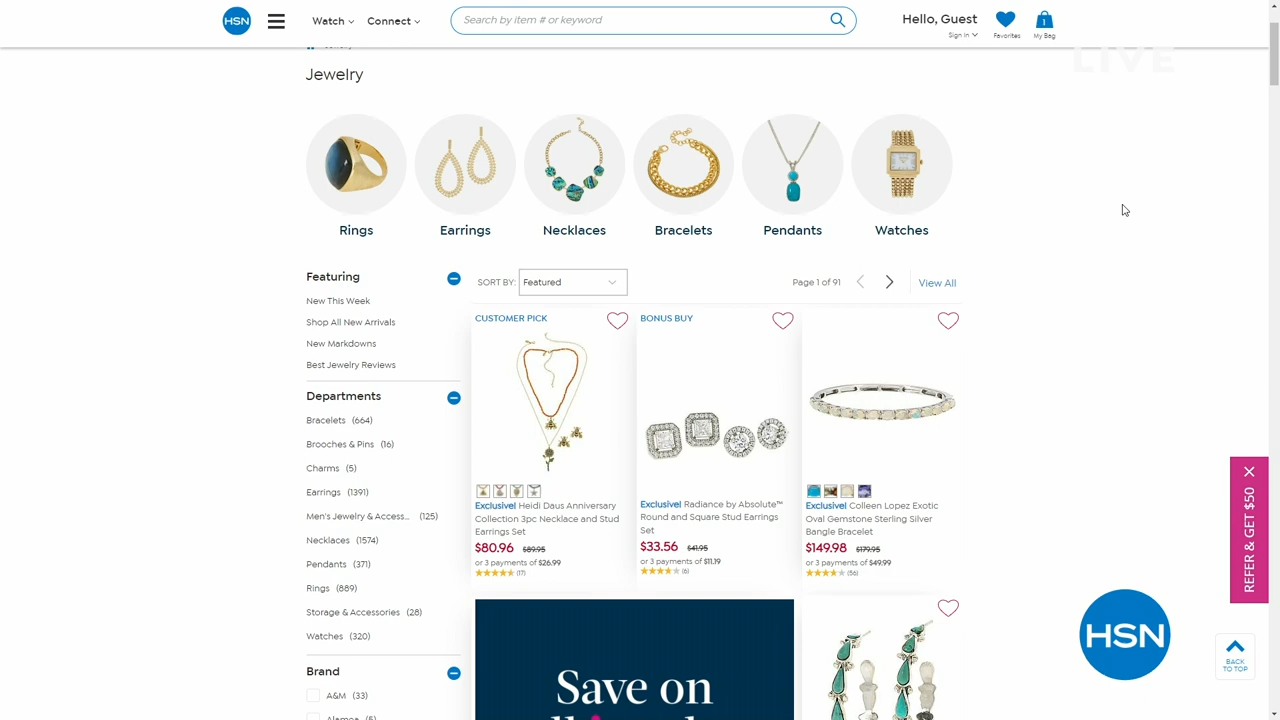 HSN
Watch
Connect
Search by item # or keyword
Hello, Guest
Sign In
Favorites
1
My Bag
LIVE
Jewelry
Rings
Earrings
Necklaces
Bracelets
Pendants
Watches
Featuring
New This Week
Shop All New Arrivals
New Markdowns
Best Jewelry Reviews
Departments
Bracelets (664)
Brooches & Pins (16)
Charms (5)
Earrings (1391)
Men's Jewelry & Access... (125)
Necklaces (1574)
Pendants (371)
Rings (889)
Storage & Accessories (28)
Watches (320)
Brand
A&M (33)
SORT BY: Featured
Page 1 of 91
View All
CUSTOMER PICK
Exclusive! Heidi Daus Anniversary
Collection 3pc Necklace and Stud
Earrings Set
$80.96 $89.95
or 3 payments of $26.99
(17)
BONUS BUY
Exclusive! Radiance by Absolute™
Round and Square Stud Earrings
Set
$33.56 $41.95
or 3 payments of $11.19
(6)
Exclusive! Colleen Lopez Exotic
Oval Gemstone Sterling Silver
Bangle Bracelet
$149.98 $179.95
or 3 payments of $49.99
(56)
Save on
REFER & GET $50
HSN
BACK
TO TOP